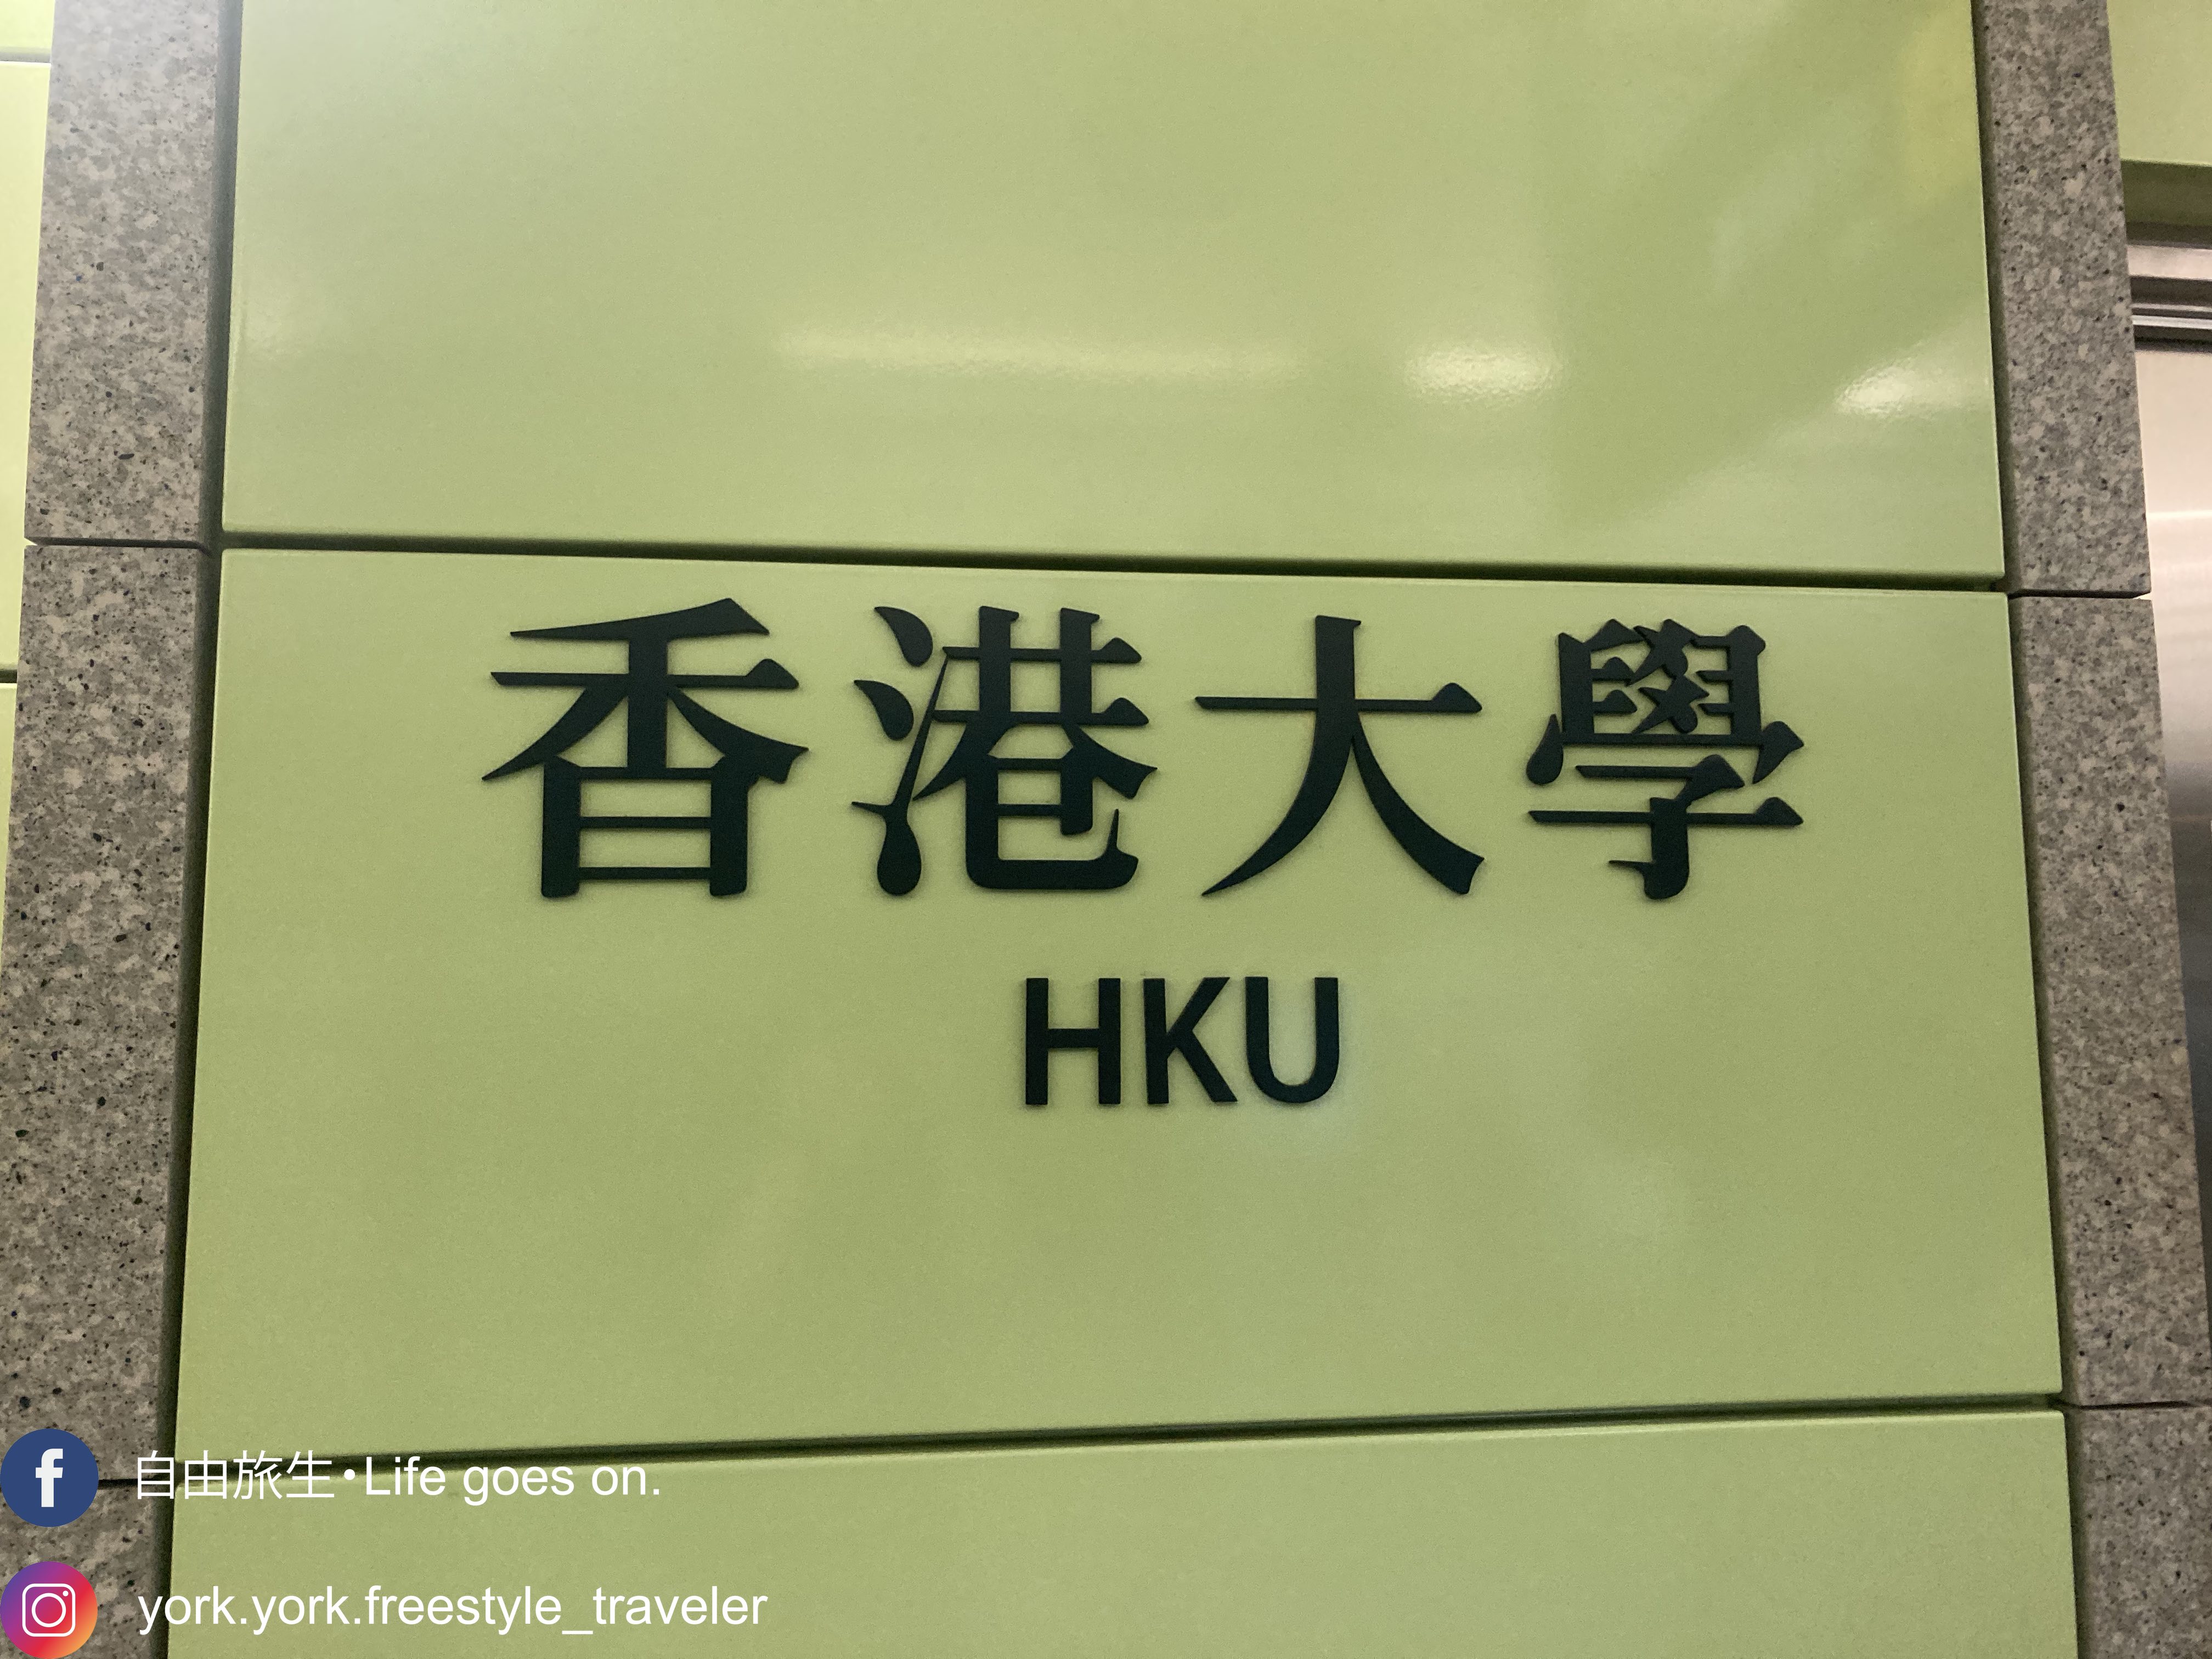 香港大學
HKU
自由旅生•Life goes on.
york.york.freestyle_traveler